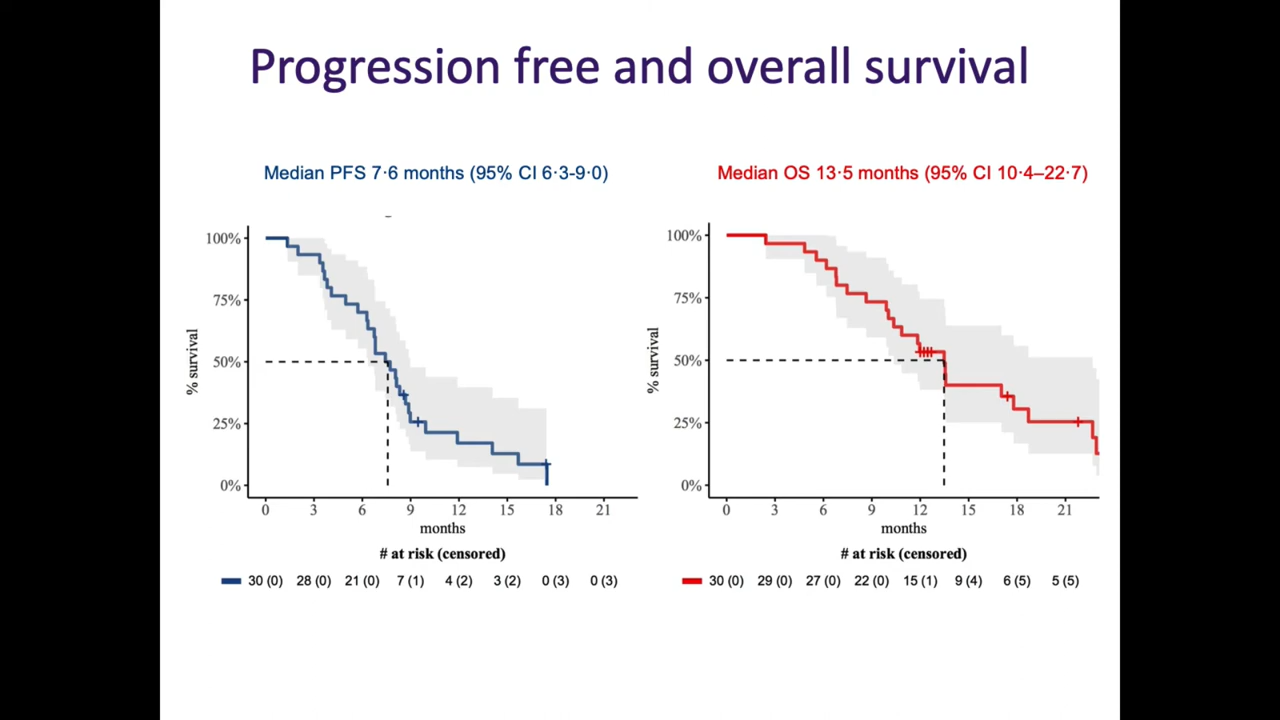 Progression free and overall survival
Median PFS 7·6 months (95% CI 6·3-9·0)
100%
75%
50%
25%
0%
% survival
0 3 6 9 12 15 18 21
months
# at risk (censored)
30 (0) 28 (0) 21 (0) 7 (1) 4 (2) 3 (2) 0 (3) 0 (3)
Median OS 13·5 months (95% CI 10·4–22·7)
100%
75%
50%
25%
0%
% survival
0 3 6 9 12 15 18 21
months
# at risk (censored)
30 (0) 29 (0) 27 (0) 22 (0) 15 (1) 9 (4) 6 (5) 5 (5)